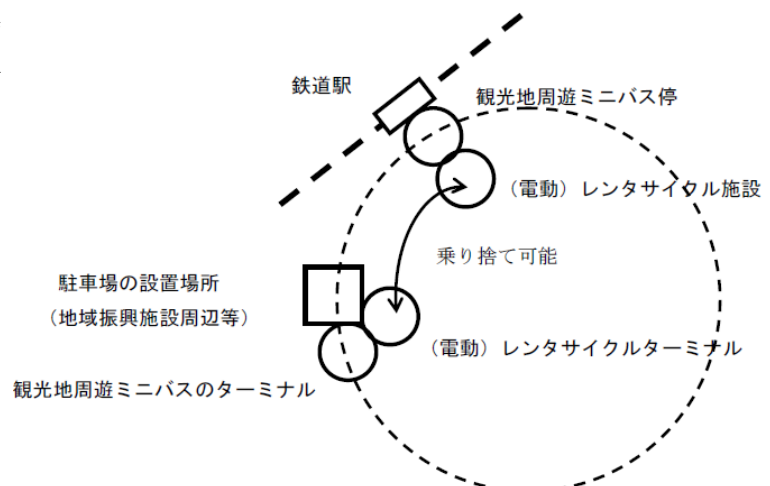 鉄道駅
観光地周遊ミニバス停
（電動）レンタサイクル施設
乗り捨て可能
駐車場の設置場所
（地域振興施設周辺等）
（電動）レンタサイクルターミナル
観光地周遊ミニバスのターミナル